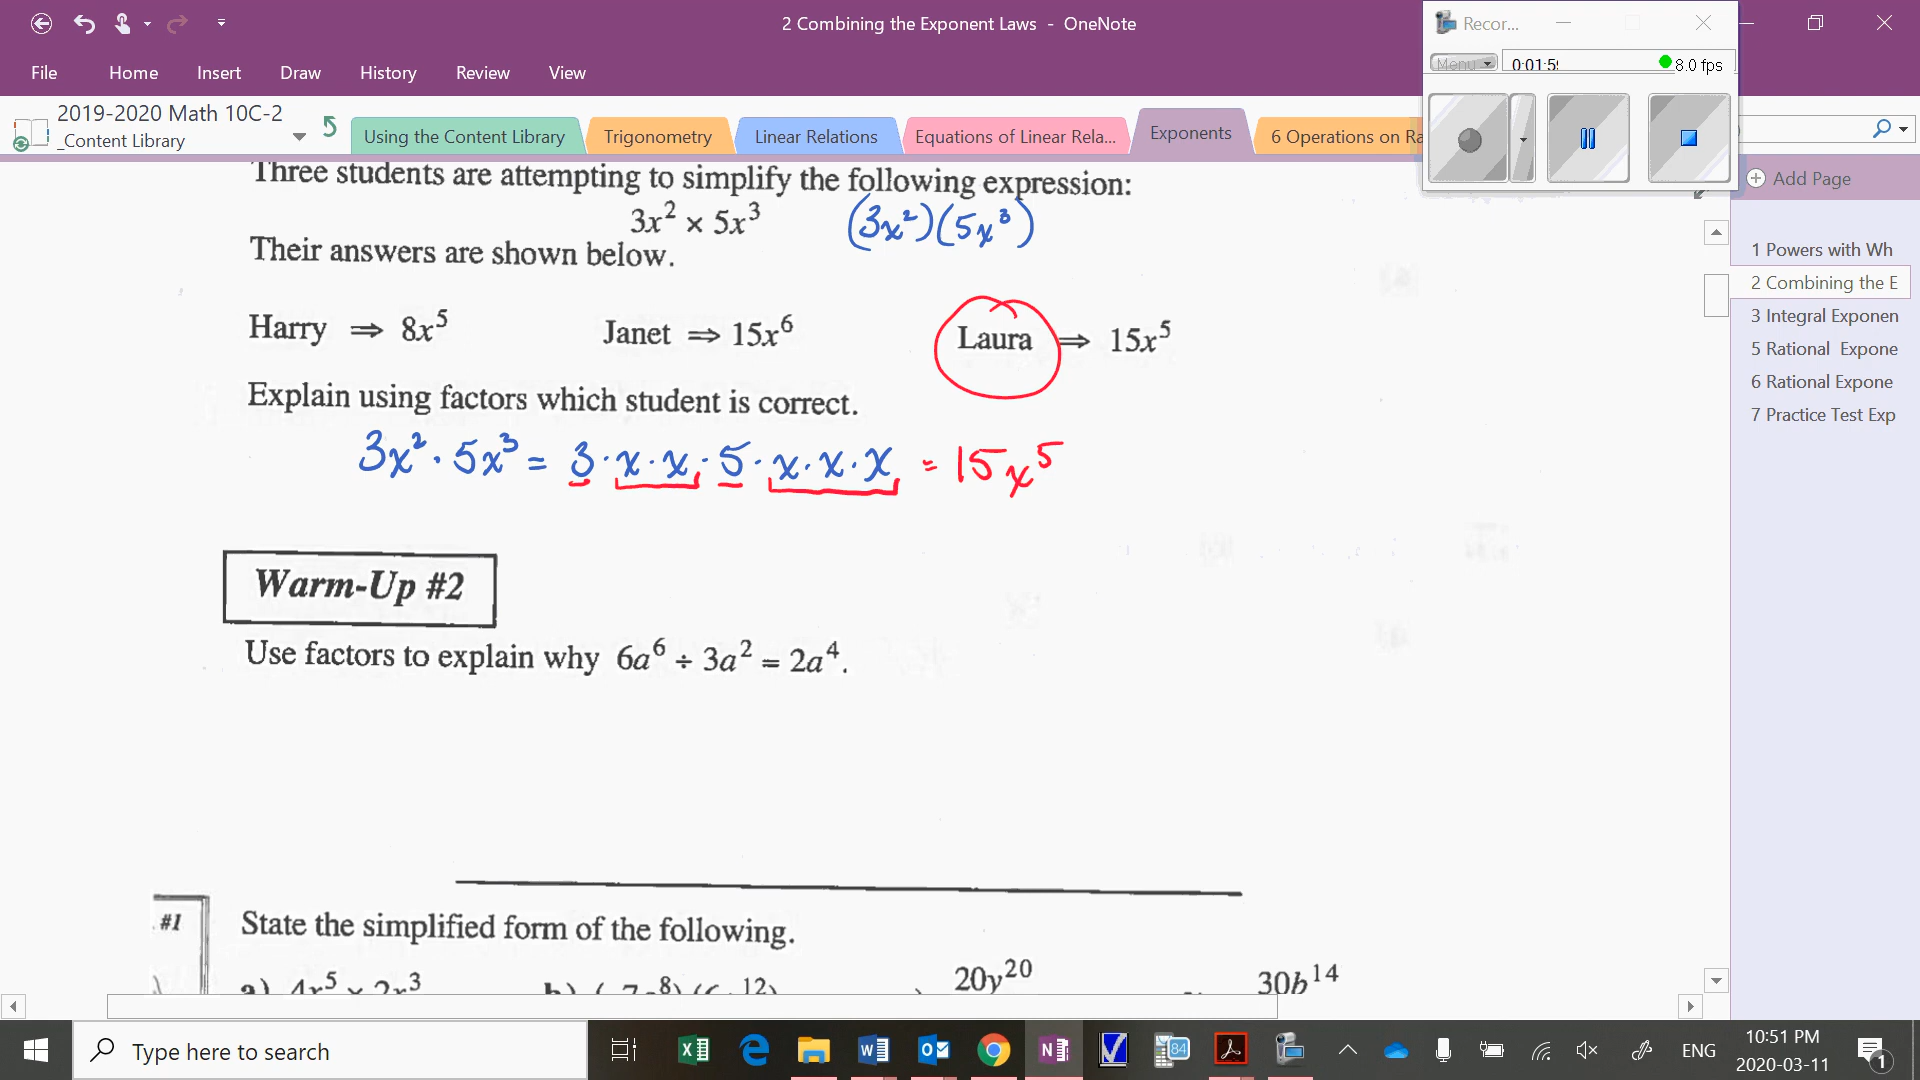 2 Combining the Exponent Laws - OneNote
Recor...
File Home Insert Draw History Review View
Menu 0:01:5 8.0 fps
2019-2020 Math 10C-2
_Content Library
Using the Content Library Trigonometry Linear Relations Equations of Linear Rela... Exponents 6 Operations on Ra
Add Page
1 Powers with Wh
2 Combining the E
3 Integral Exponen
5 Rational Expone
6 Rational Expone
7 Practice Test Exp
Three students are attempting to simplify the following expression:
3x² × 5x³ (3x²)(5x³)
Their answers are shown below.
Harry ⇒ 8x⁵ Janet ⇒ 15x⁶ Laura ⇒ 15x⁵
Explain using factors which student is correct.
3x² · 5x³ = 3 · x · x · 5 · x · x · x = 15x⁵
Warm-Up #2
Use factors to explain why 6a⁶ ÷ 3a² = 2a⁴.
#1 State the simplified form of the following.
a) 4x⁵ × 2x³ b) 20y²⁰ 30b¹⁴
Type here to search
84
ENG
10:51 PM
2020-03-11
1